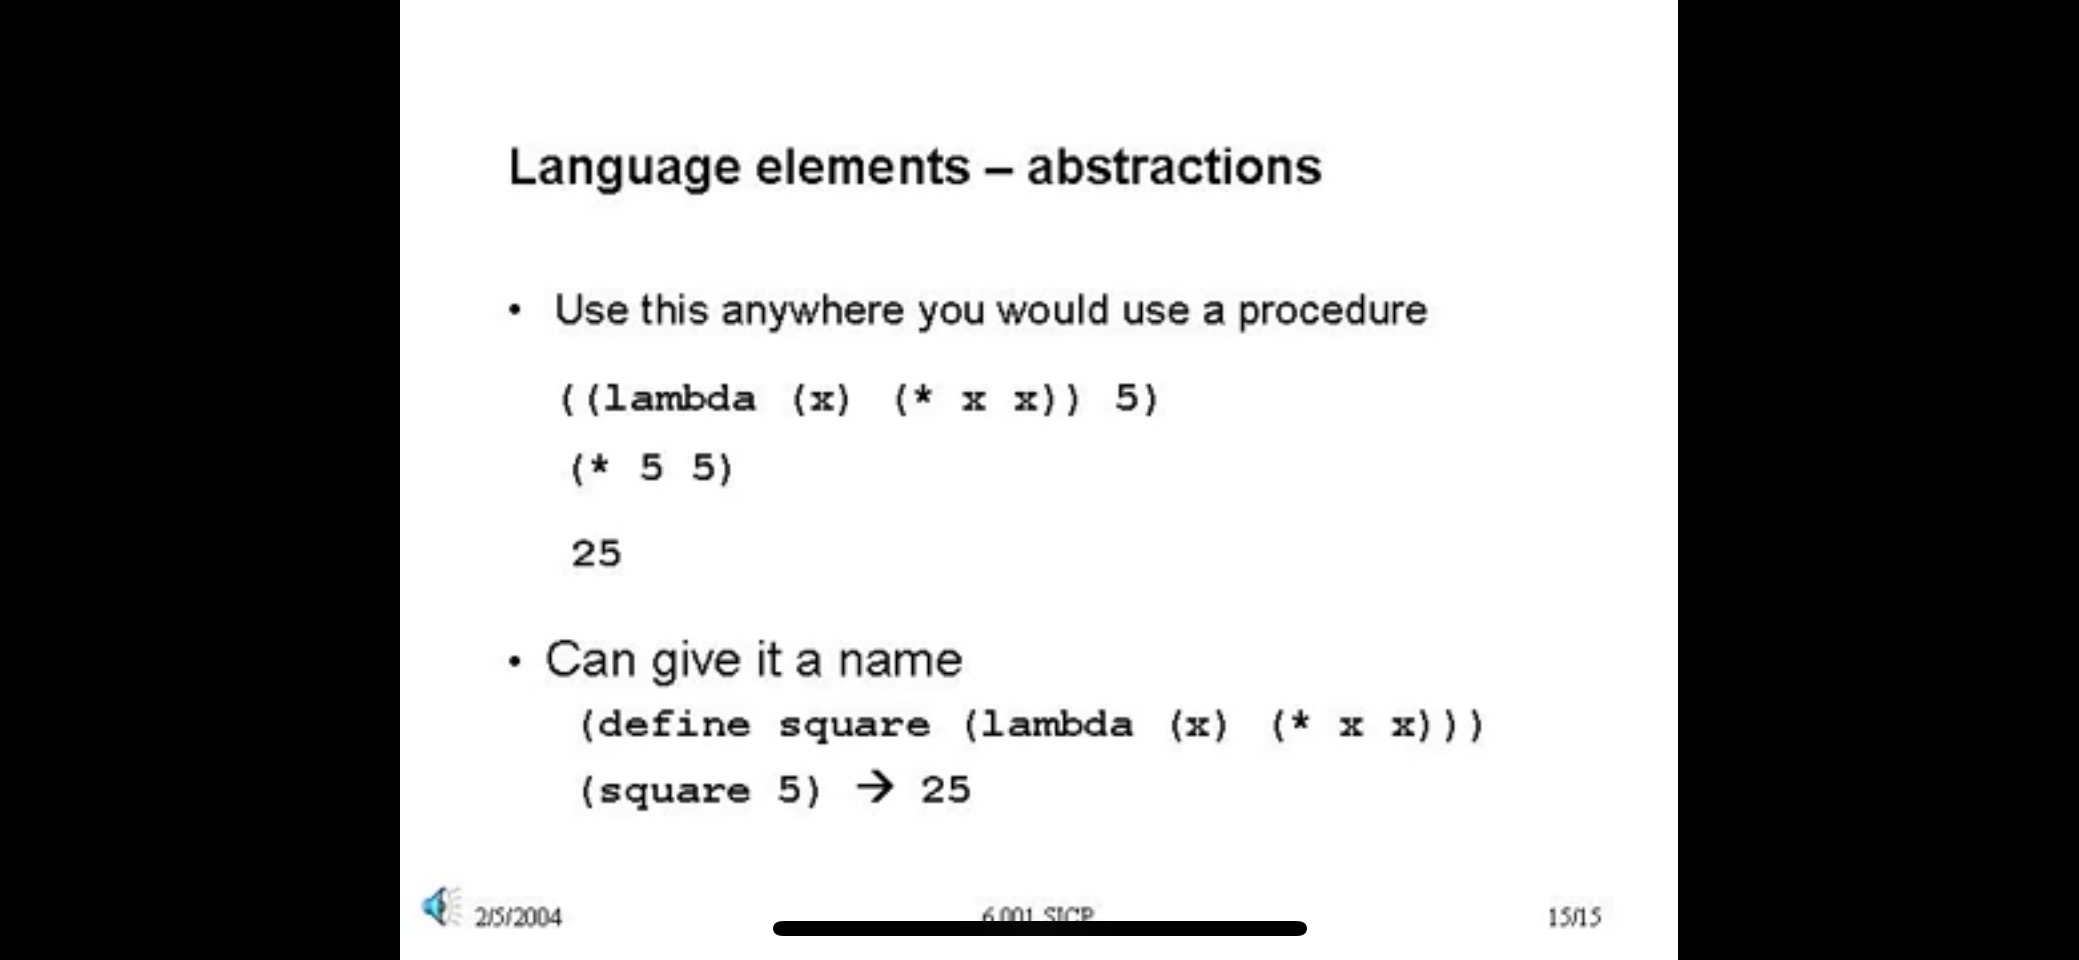 Language elements – abstractions
• Use this anywhere you would use a procedure
((lambda (x) (* x x)) 5)
(* 5 5)
25
• Can give it a name
(define square (lambda (x) (* x x)))
(square 5) → 25
2/5/2004 6.001 SICP 15/15